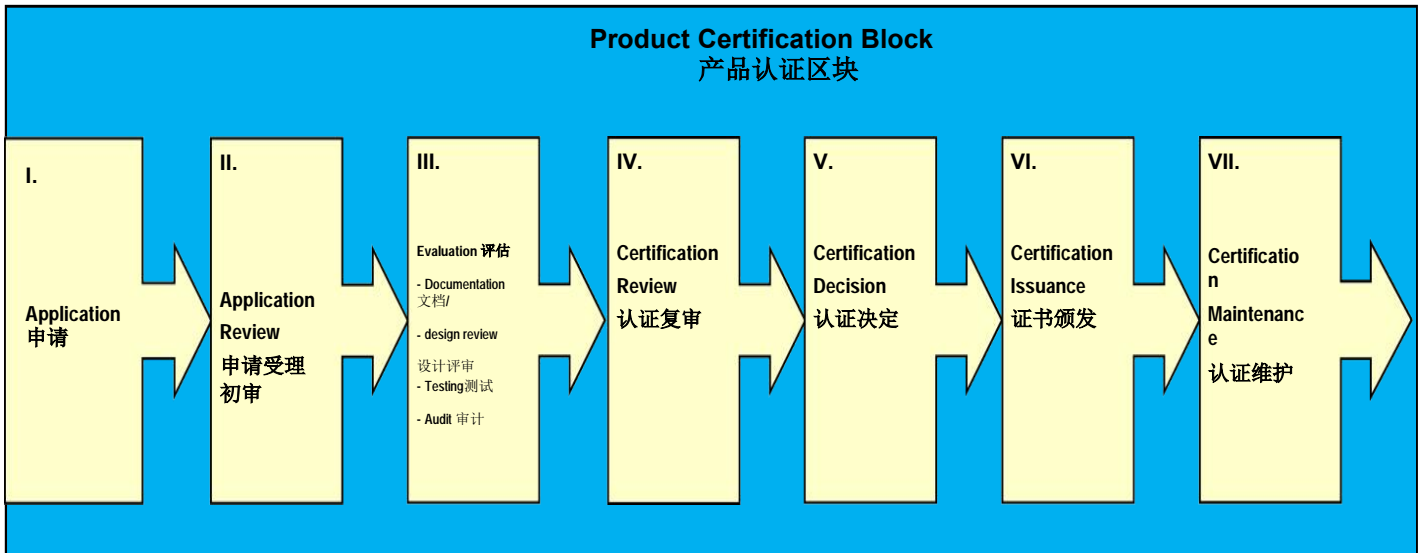 Product Certification Block
产品认证区块
I.
Application
申请
II.
Application
Review
申请受理
初审
III.
Evaluation 评估
- Documentation
文档/
- design review
设计评审
- Testing测试
- Audit 审计
IV.
Certification
Review
认证复审
V.
Certification
Decision
认证决定
VI.
Certification
Issuance
证书颁发
VII.
Certificatio
n
Maintenanc
e
认证维护